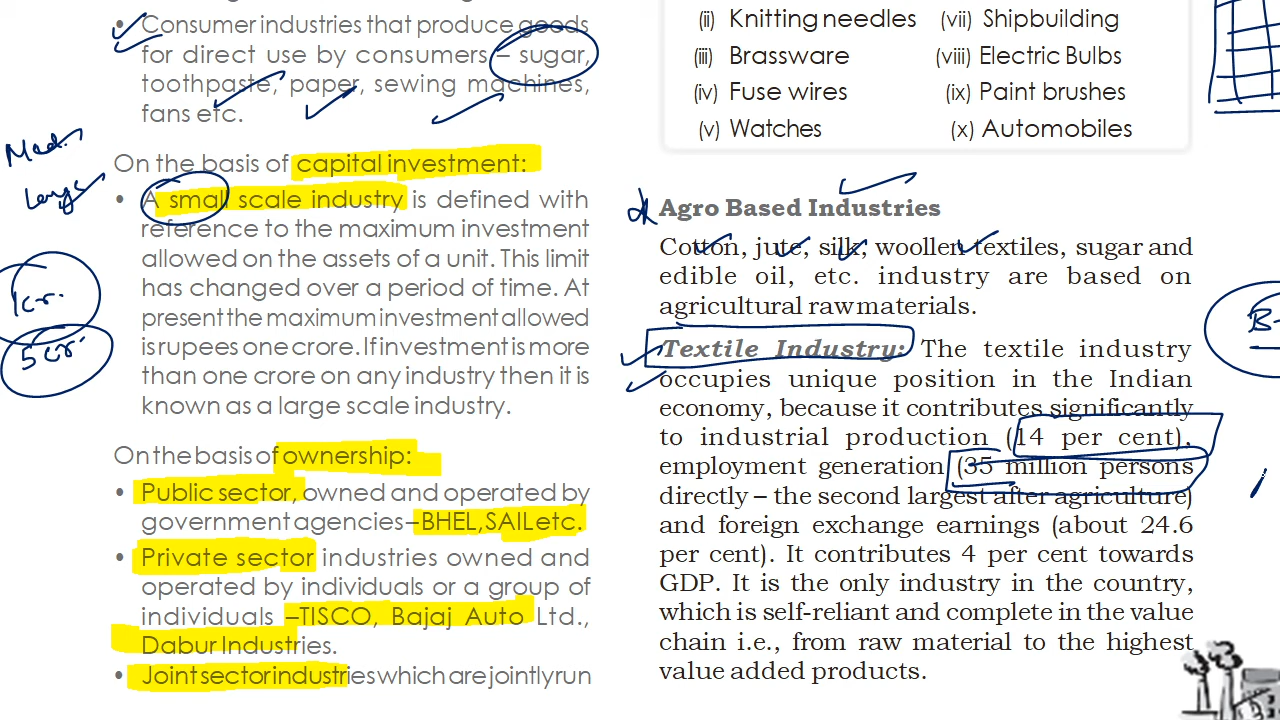 • Consumer industries that produce goods
for direct use by consumers – sugar,
toothpaste, paper, sewing machines,
fans etc.
Med.
Large
On the basis of capital investment:
• A small scale industry is defined with
reference to the maximum investment
allowed on the assets of a unit. This limit
has changed over a period of time. At
present the maximum investment allowed
is rupees one crore. If investment is more
than one crore on any industry then it is
known as a large scale industry.
1cr.
5 cr.
On the basis of ownership:
• Public sector, owned and operated by
government agencies – BHEL, SAIL etc.
• Private sector industries owned and
operated by individuals or a group of
individuals –TISCO, Bajaj Auto Ltd.,
Dabur Industries.
• Joint sector industries which are jointly run
(ii) Knitting needles (vii) Shipbuilding
(iii) Brassware (viii) Electric Bulbs
(iv) Fuse wires (ix) Paint brushes
(v) Watches (x) Automobiles
Agro Based Industries
Cotton, jute, silk, woollen textiles, sugar and
edible oil, etc. industry are based on
agricultural raw materials.
Textile Industry: The textile industry
occupies unique position in the Indian
economy, because it contributes significantly
to industrial production (14 per cent),
employment generation (35 million persons
directly – the second largest after agriculture)
and foreign exchange earnings (about 24.6
per cent). It contributes 4 per cent towards
GDP. It is the only industry in the country,
which is self-reliant and complete in the value
chain i.e., from raw material to the highest
value added products.
B-